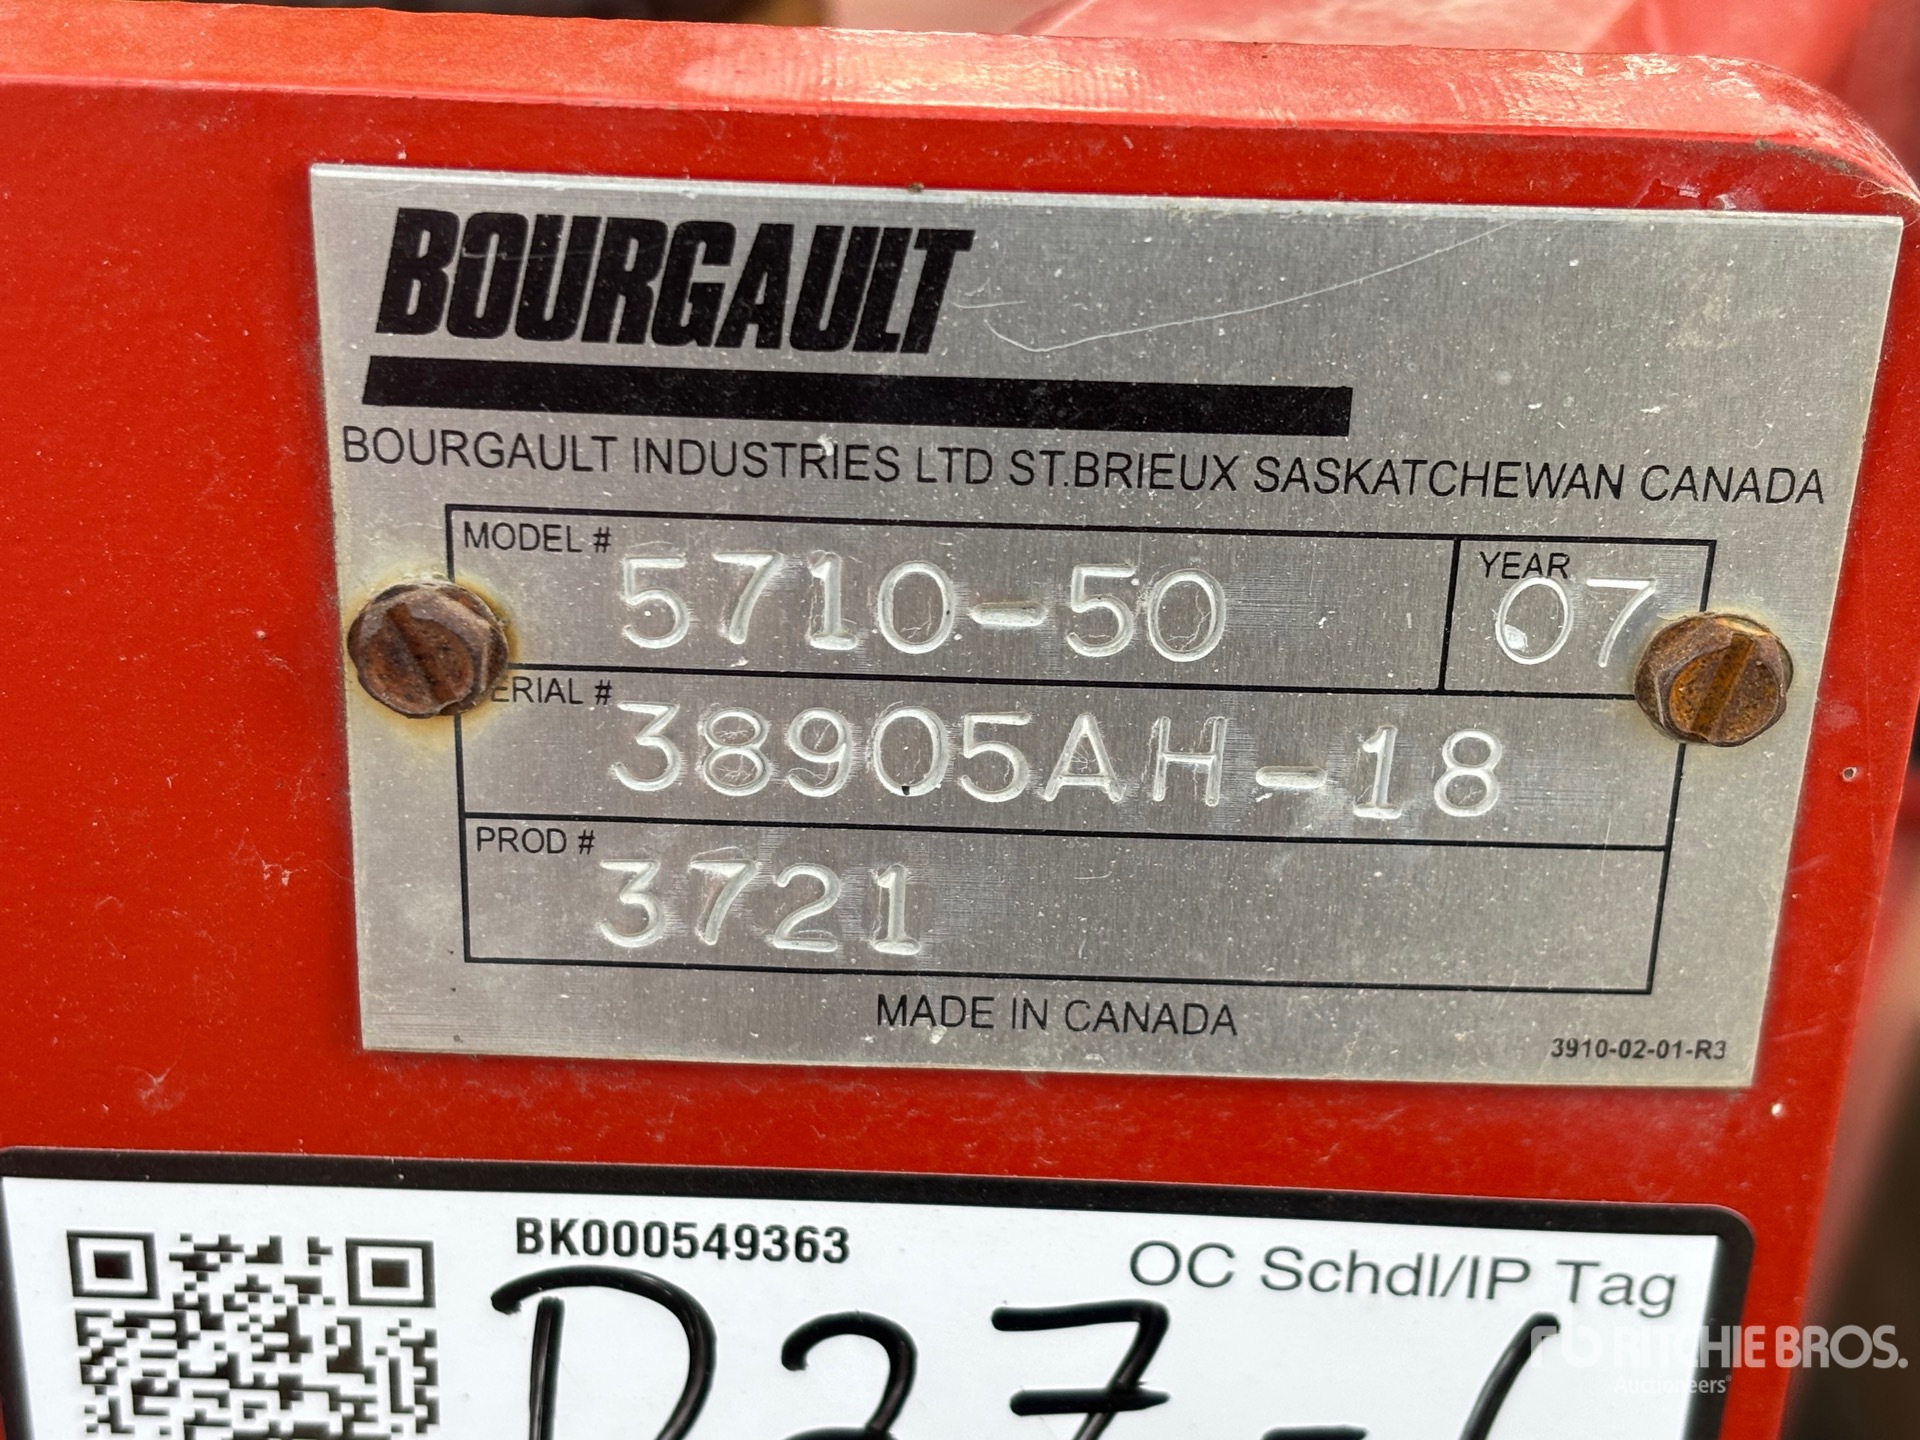 BOURGAULT
BOURGAULT INDUSTRIES LTD ST.BRIEUX SASKATCHEWAN CANADA
MODEL # 5710-50 YEAR 07
ERIAL # 38905AH-18
PROD # 3721
MADE IN CANADA
3910-02-01-R3
BK000549363
OC Schdl/IP Tag
RITCHIE BROS.
Auctioneers